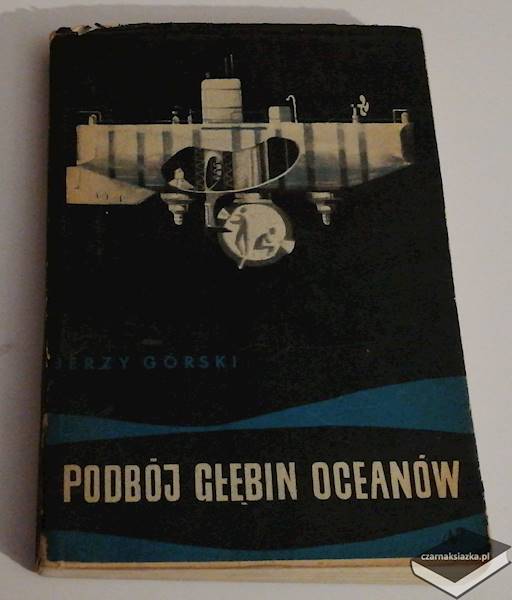 JERZY GÓRSKI
PODBÓJ GŁĘBIN OCEANÓW
czarnaksiazka.pl